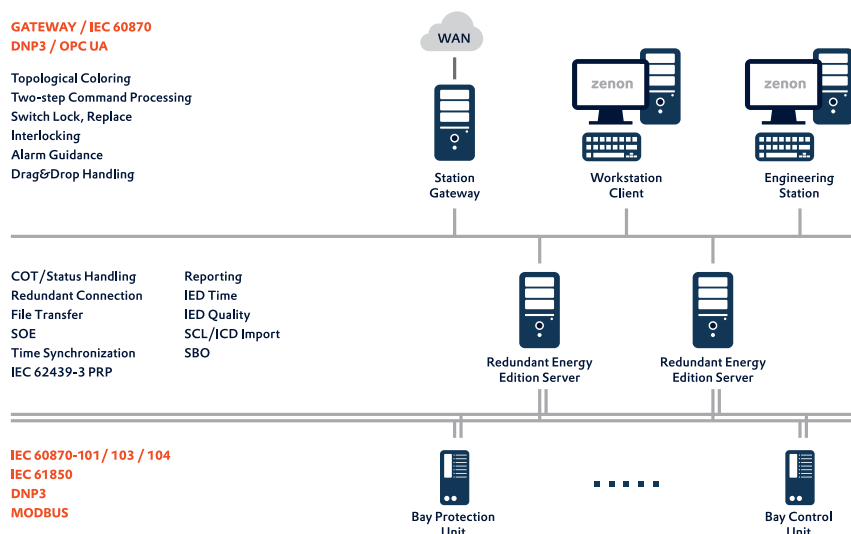 GATEWAY / IEC 60870
DNP3 / OPC UA
Topological Coloring
Two-step Command Processing
Switch Lock, Replace
Interlocking
Alarm Guidance
Drag&Drop Handling
WAN
zenon
zenon
Station
Gateway
Workstation
Client
Engineering
Station
COT/Status Handling
Redundant Connection
File Transfer
SOE
Time Synchronization
IEC 62439-3 PRP
Reporting
IED Time
IED Quality
SCL/ICD Import
SBO
Redundant Energy
Edition Server
Redundant Energy
Edition Server
IEC 60870-101 / 103 / 104
IEC 61850
DNP3
MODBUS
Bay Protection
Unit
Bay Control
Unit